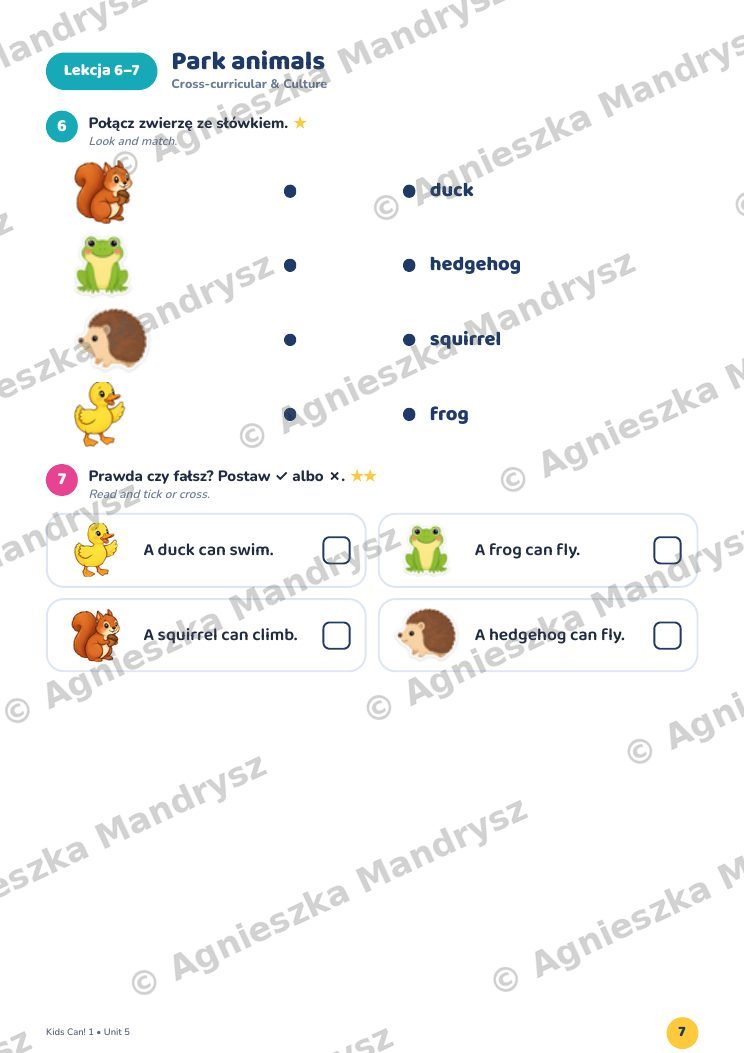 Lekcja 6–7
Park animals
Cross-curricular & Culture
6
Połącz zwierzę ze słówkiem. ★
Look and match.
duck
hedgehog
squirrel
frog
7
Prawda czy fałsz? Postaw ✓ albo ✗. ★★
Read and tick or cross.
A duck can swim.
A frog can fly.
A squirrel can climb.
A hedgehog can fly.
Kids Can! 1 • Unit 5
7
© Agnieszka Mandrysz